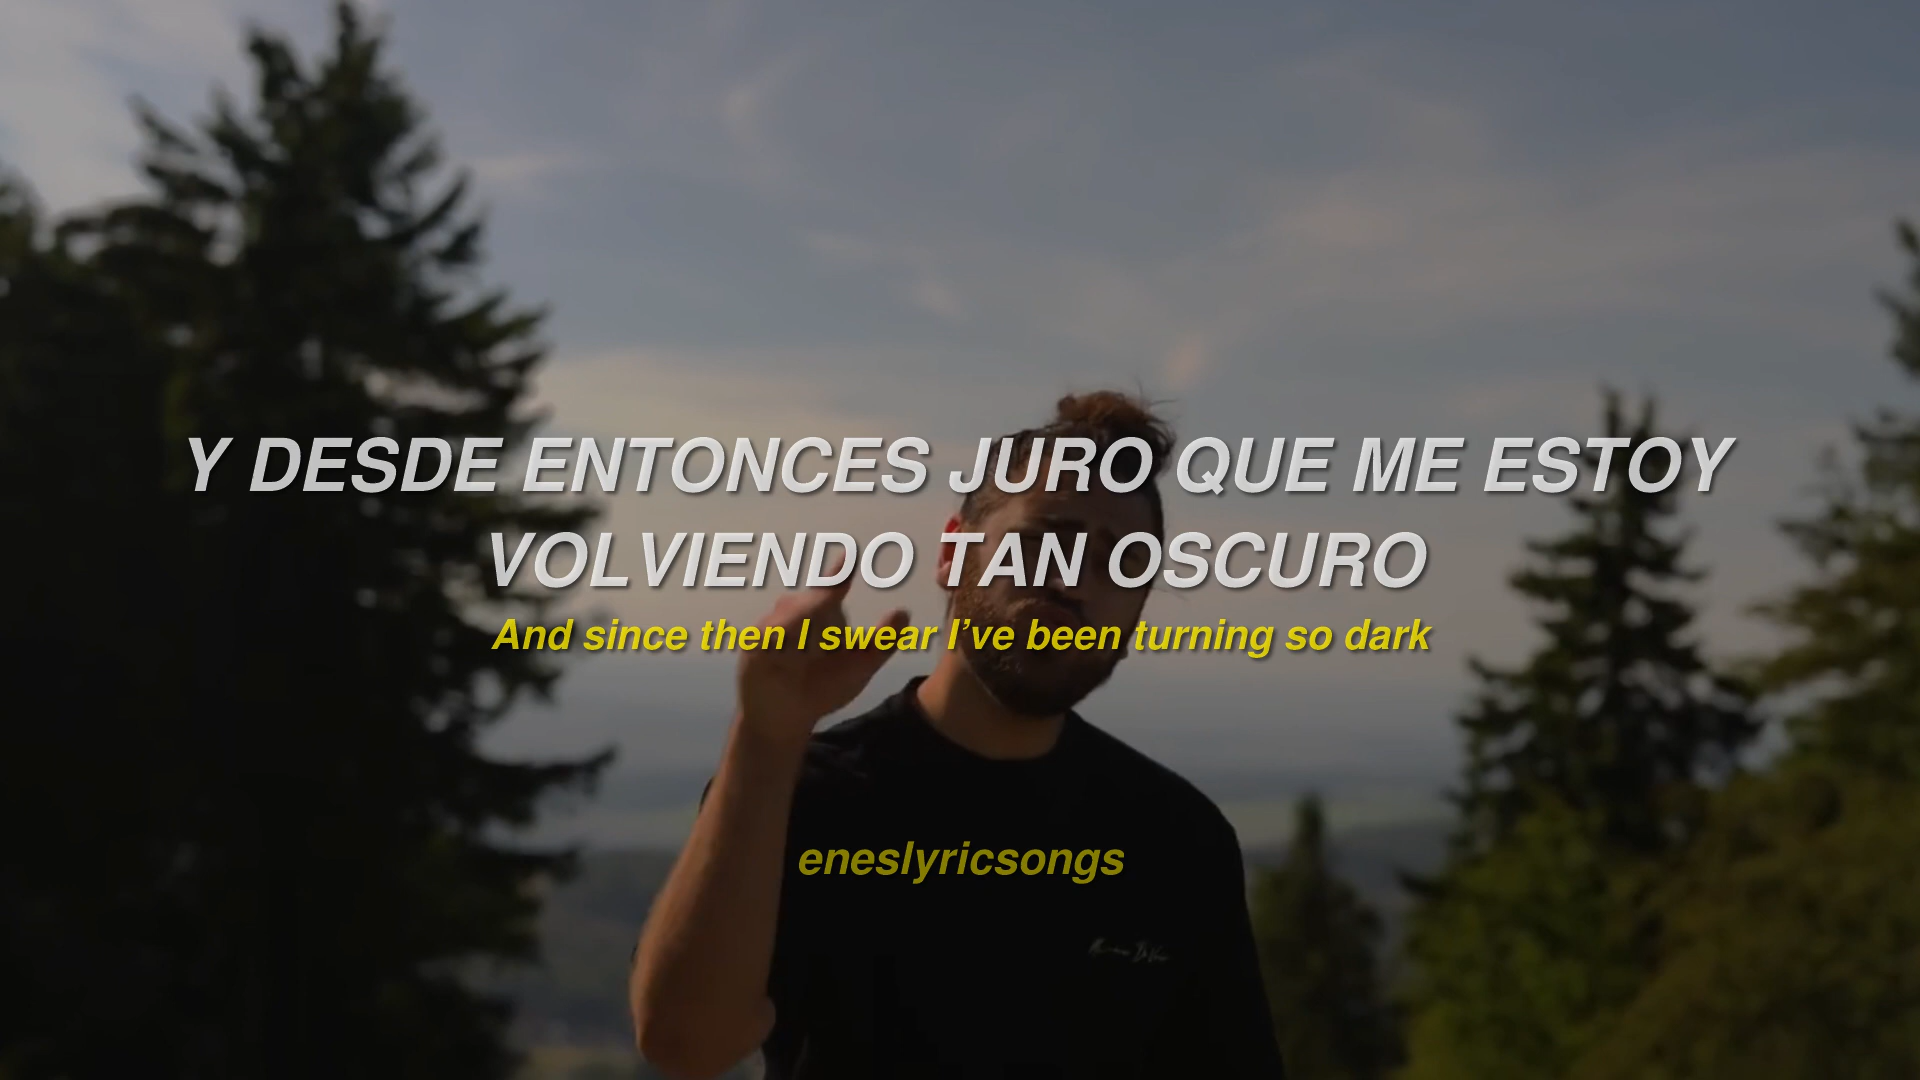 Y DESDE ENTONCES JURO QUE ME ESTOY
VOLVIENDO TAN OSCURO
And since then I swear I’ve been turning so dark
eneslyricsongs